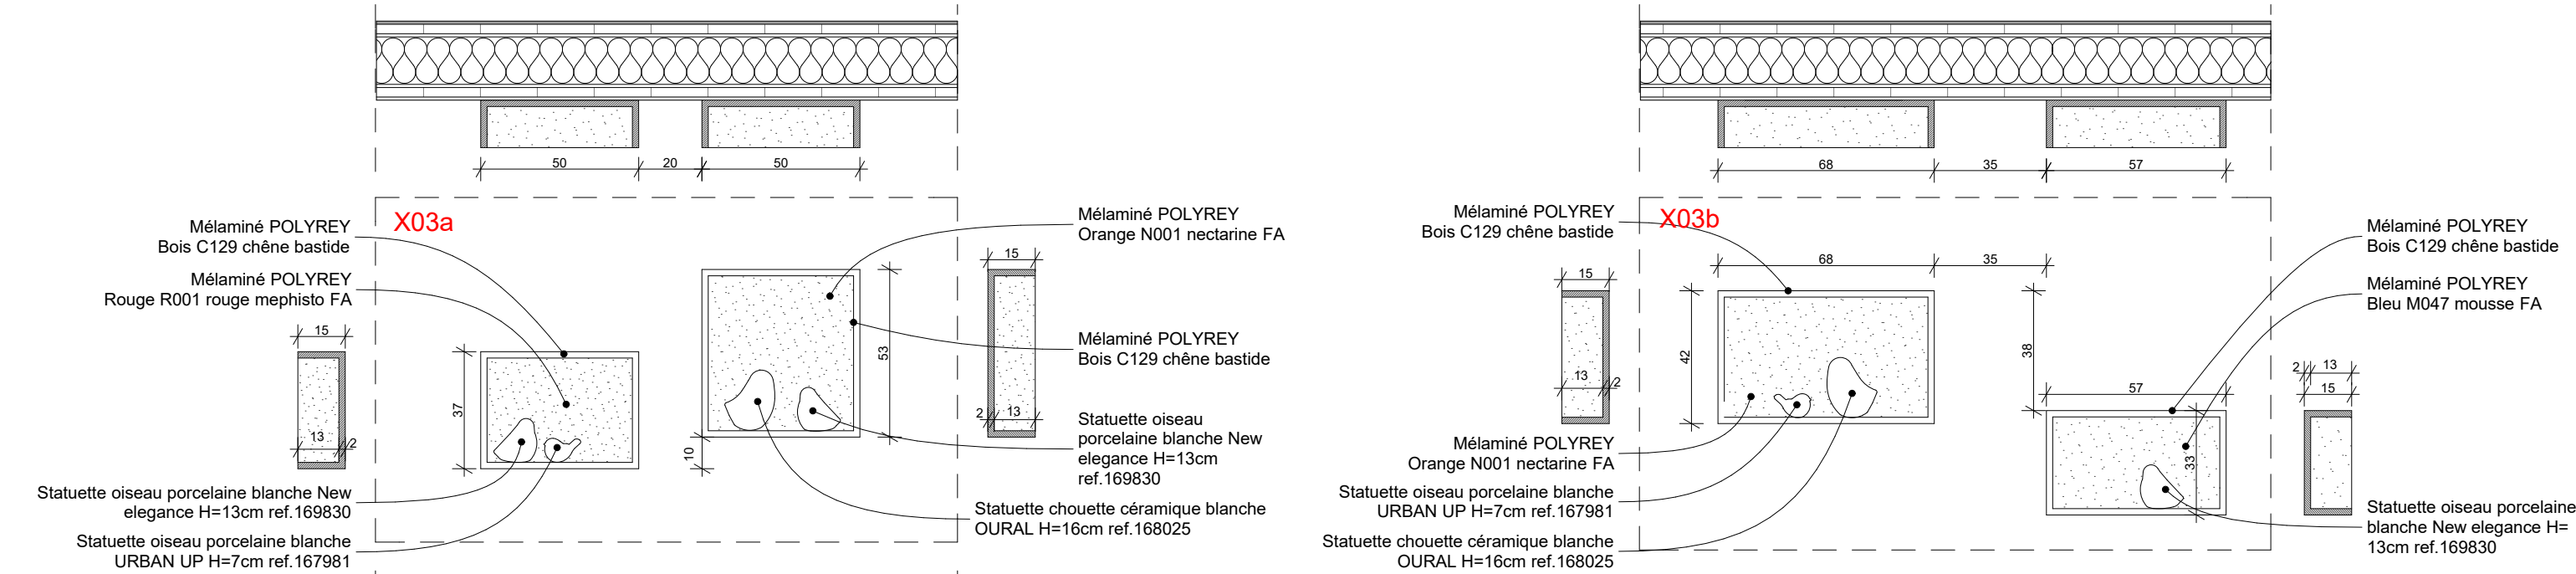 50
20
50
X03a
Mélaminé POLYREY
Bois C129 chêne bastide
Mélaminé POLYREY
Rouge R001 rouge mephisto FA
15
13
2
37
Statuette oiseau porcelaine blanche New
elegance H=13cm ref.169830
Statuette oiseau porcelaine blanche
URBAN UP H=7cm ref.167981
53
10
15
2
13
Mélaminé POLYREY
Orange N001 nectarine FA
Mélaminé POLYREY
Bois C129 chêne bastide
Statuette oiseau
porcelaine blanche New
elegance H=13cm
ref.169830
Statuette chouette céramique blanche
OURAL H=16cm ref.168025
68
35
57
X03b
Mélaminé POLYREY
Bois C129 chêne bastide
68
35
15
13
2
42
38
Mélaminé POLYREY
Orange N001 nectarine FA
Statuette oiseau porcelaine blanche
URBAN UP H=7cm ref.167981
Statuette chouette céramique blanche
OURAL H=16cm ref.168025
57
33
Mélaminé POLYREY
Bois C129 chêne bastide
Mélaminé POLYREY
Bleu M047 mousse FA
2
13
15
Statuette oiseau porcelaine
blanche New elegance H=
13cm ref.169830